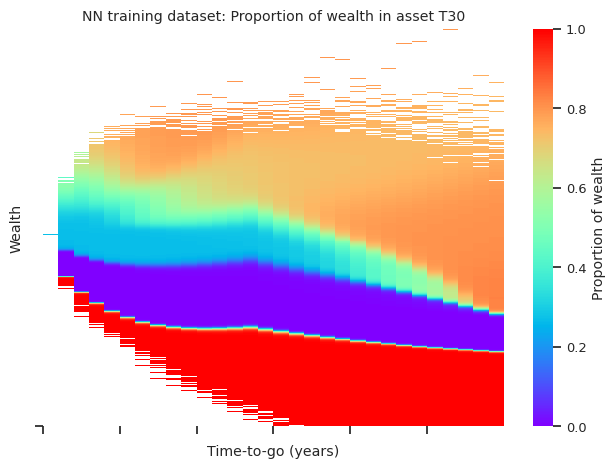 NN training dataset: Proportion of wealth in asset T30
1.0
0.8
0.6
0.4
0.2
0.0
Proportion of wealth
Wealth
Time-to-go (years)